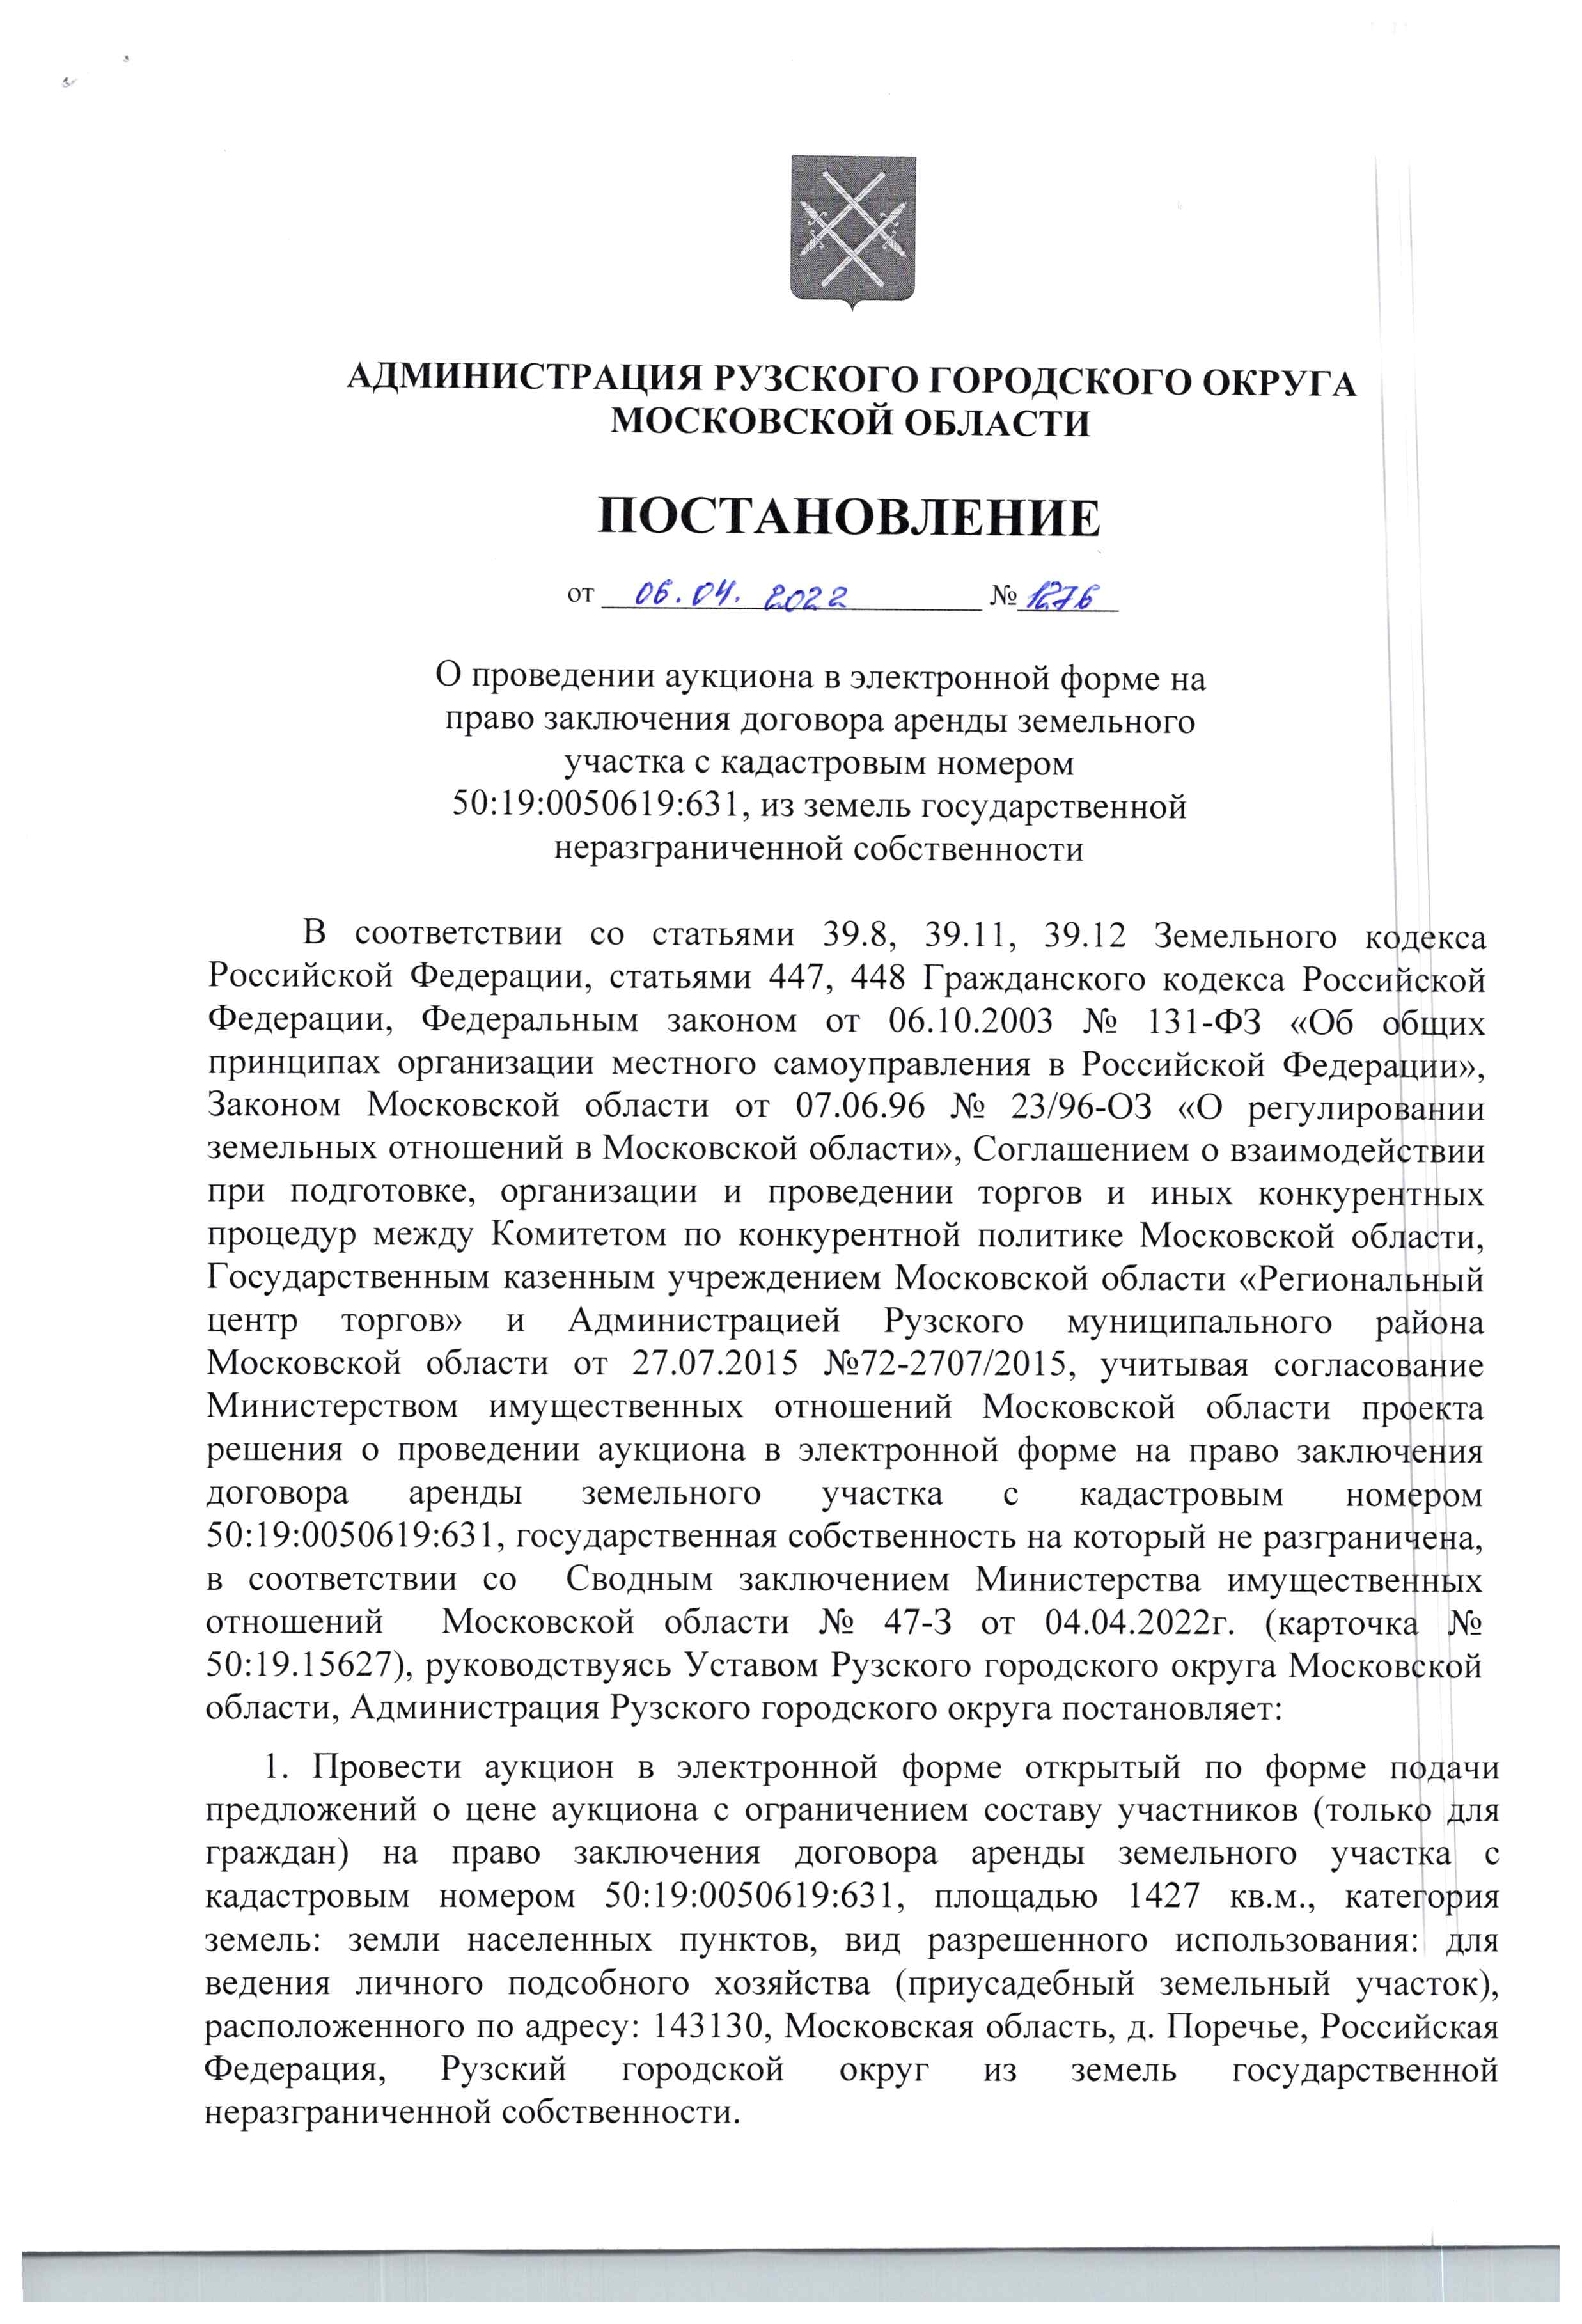 АДМИНИСТРАЦИЯ РУЗСКОГО ГОРОДСКОГО ОКРУГА
МОСКОВСКОЙ ОБЛАСТИ
ПОСТАНОВЛЕНИЕ
от 06.04.2022 № 1276
О проведении аукциона в электронной форме на
право заключения договора аренды земельного
участка с кадастровым номером
50:19:0050619:631, из земель государственной
неразграниченной собственности
В соответствии со статьями 39.8, 39.11, 39.12 Земельного кодекса
Российской Федерации, статьями 447, 448 Гражданского кодекса Российской
Федерации, Федеральным законом от 06.10.2003 № 131-ФЗ «Об общих
принципах организации местного самоуправления в Российской Федерации»,
Законом Московской области от 07.06.96 № 23/96-ОЗ «О регулировании
земельных отношений в Московской области», Соглашением о взаимодействии
при подготовке, организации и проведении торгов и иных конкурентных
процедур между Комитетом по конкурентной политике Московской области,
Государственным казенным учреждением Московской области «Региональный
центр торгов» и Администрацией Рузского муниципального района
Московской области от 27.07.2015 №72-2707/2015, учитывая согласование
Министерством имущественных отношений Московской области проекта
решения о проведении аукциона в электронной форме на право заключения
договора аренды земельного участка с кадастровым номером
50:19:0050619:631, государственная собственность на который не разграничена,
в соответствии со Сводным заключением Министерства имущественных
отношений Московской области № 47-З от 04.04.2022г. (карточка №
50:19.15627), руководствуясь Уставом Рузского городского округа Московской
области, Администрация Рузского городского округа постановляет:
1. Провести аукцион в электронной форме открытый по форме подачи
предложений о цене аукциона с ограничением составу участников (только для
граждан) на право заключения договора аренды земельного участка с
кадастровым номером 50:19:0050619:631, площадью 1427 кв.м., категория
земель: земли населенных пунктов, вид разрешенного использования: для
ведения личного подсобного хозяйства (приусадебный земельный участок),
расположенного по адресу: 143130, Московская область, д. Поречье, Российская
Федерация, Рузский городской округ из земель государственной
неразграниченной собственности.